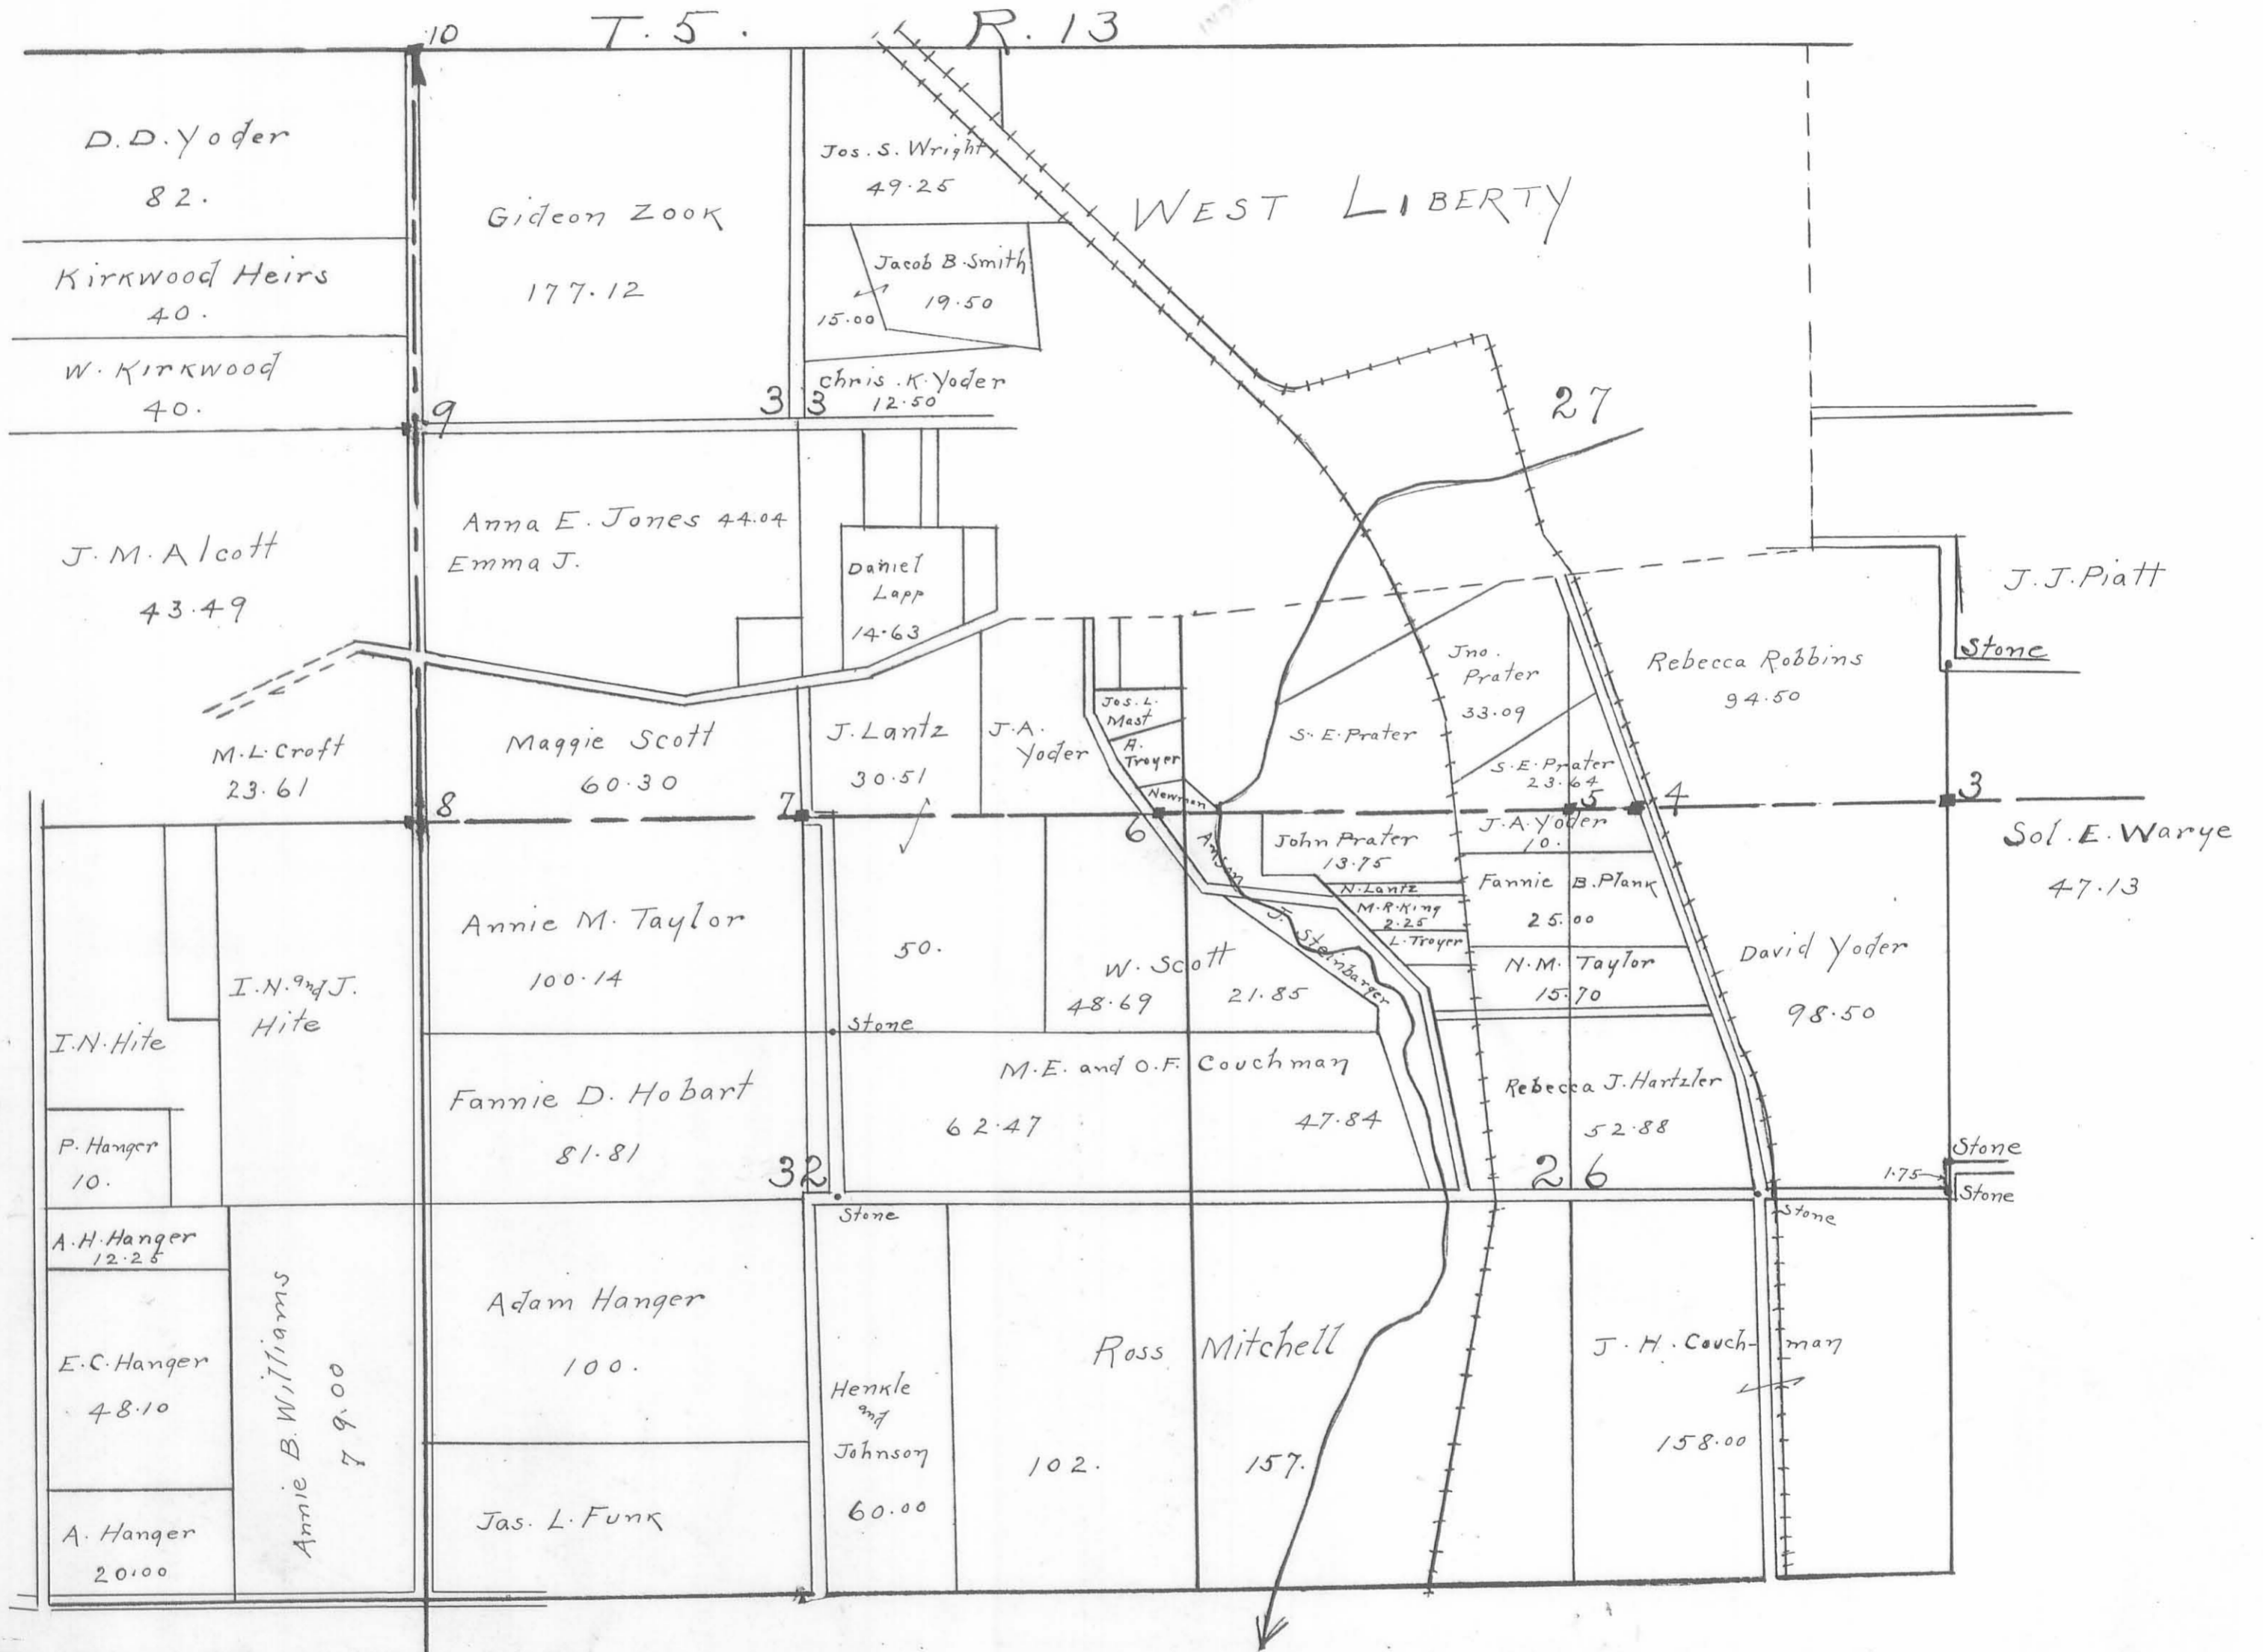 T. 5. R. 13
10
D. D. Yoder
82.
Kirkwood Heirs
40.
W. Kirkwood
40.
9
Gideon Zook
177.12
3 3
Jos. S. Wright
49.25
Jacob B. Smith
19.50
15.00
Chris. K. Yoder
12.50
WEST LIBERTY
27
J. M. Alcott
43.49
Anna E. Jones 44.04
Emma J.
Daniel
Lapp
14.63
J. J. Piatt
Stone
Rebecca Robbins
94.50
Jno.
Prater
33.09
S. E. Prater
S. E. Prater
23.64
M. L. Croft
23.61
Maggie Scott
60.30
J. Lantz
30.51
J. A.
Yoder
Jos. L.
Mast
A.
Troyer
Newman
8
7
6
5
4
3
Sol. E. Warye
47.13
John Prater
13.75
J. A. Yoder
10.
N. Lantz
M. R. King
2.25
L. Troyer
Fannie B. Plank
25.00
N. M. Taylor
15.70
David Yoder
98.50
J. Steinbarger
Annie M. Taylor
100.14
50.
W. Scott
48.69
21.85
I. N. and J.
Hite
I. N. Hite
Stone
M. E. and O. F. Couchman
62.47
47.84
Rebecca J. Hartzler
52.88
Fannie D. Hobart
81.81
P. Hanger
10.
32
26
Stone
1.75
Stone
Stone
Stone
A. H. Hanger
12.25
E. C. Hanger
48.10
A. Hanger
20.00
Annie B. Williams
79.00
Adam Hanger
100.
Jas. L. Funk
Henkle
and
Johnson
60.00
Ross Mitchell
102.
157.
J. H. Couch-man
158.00